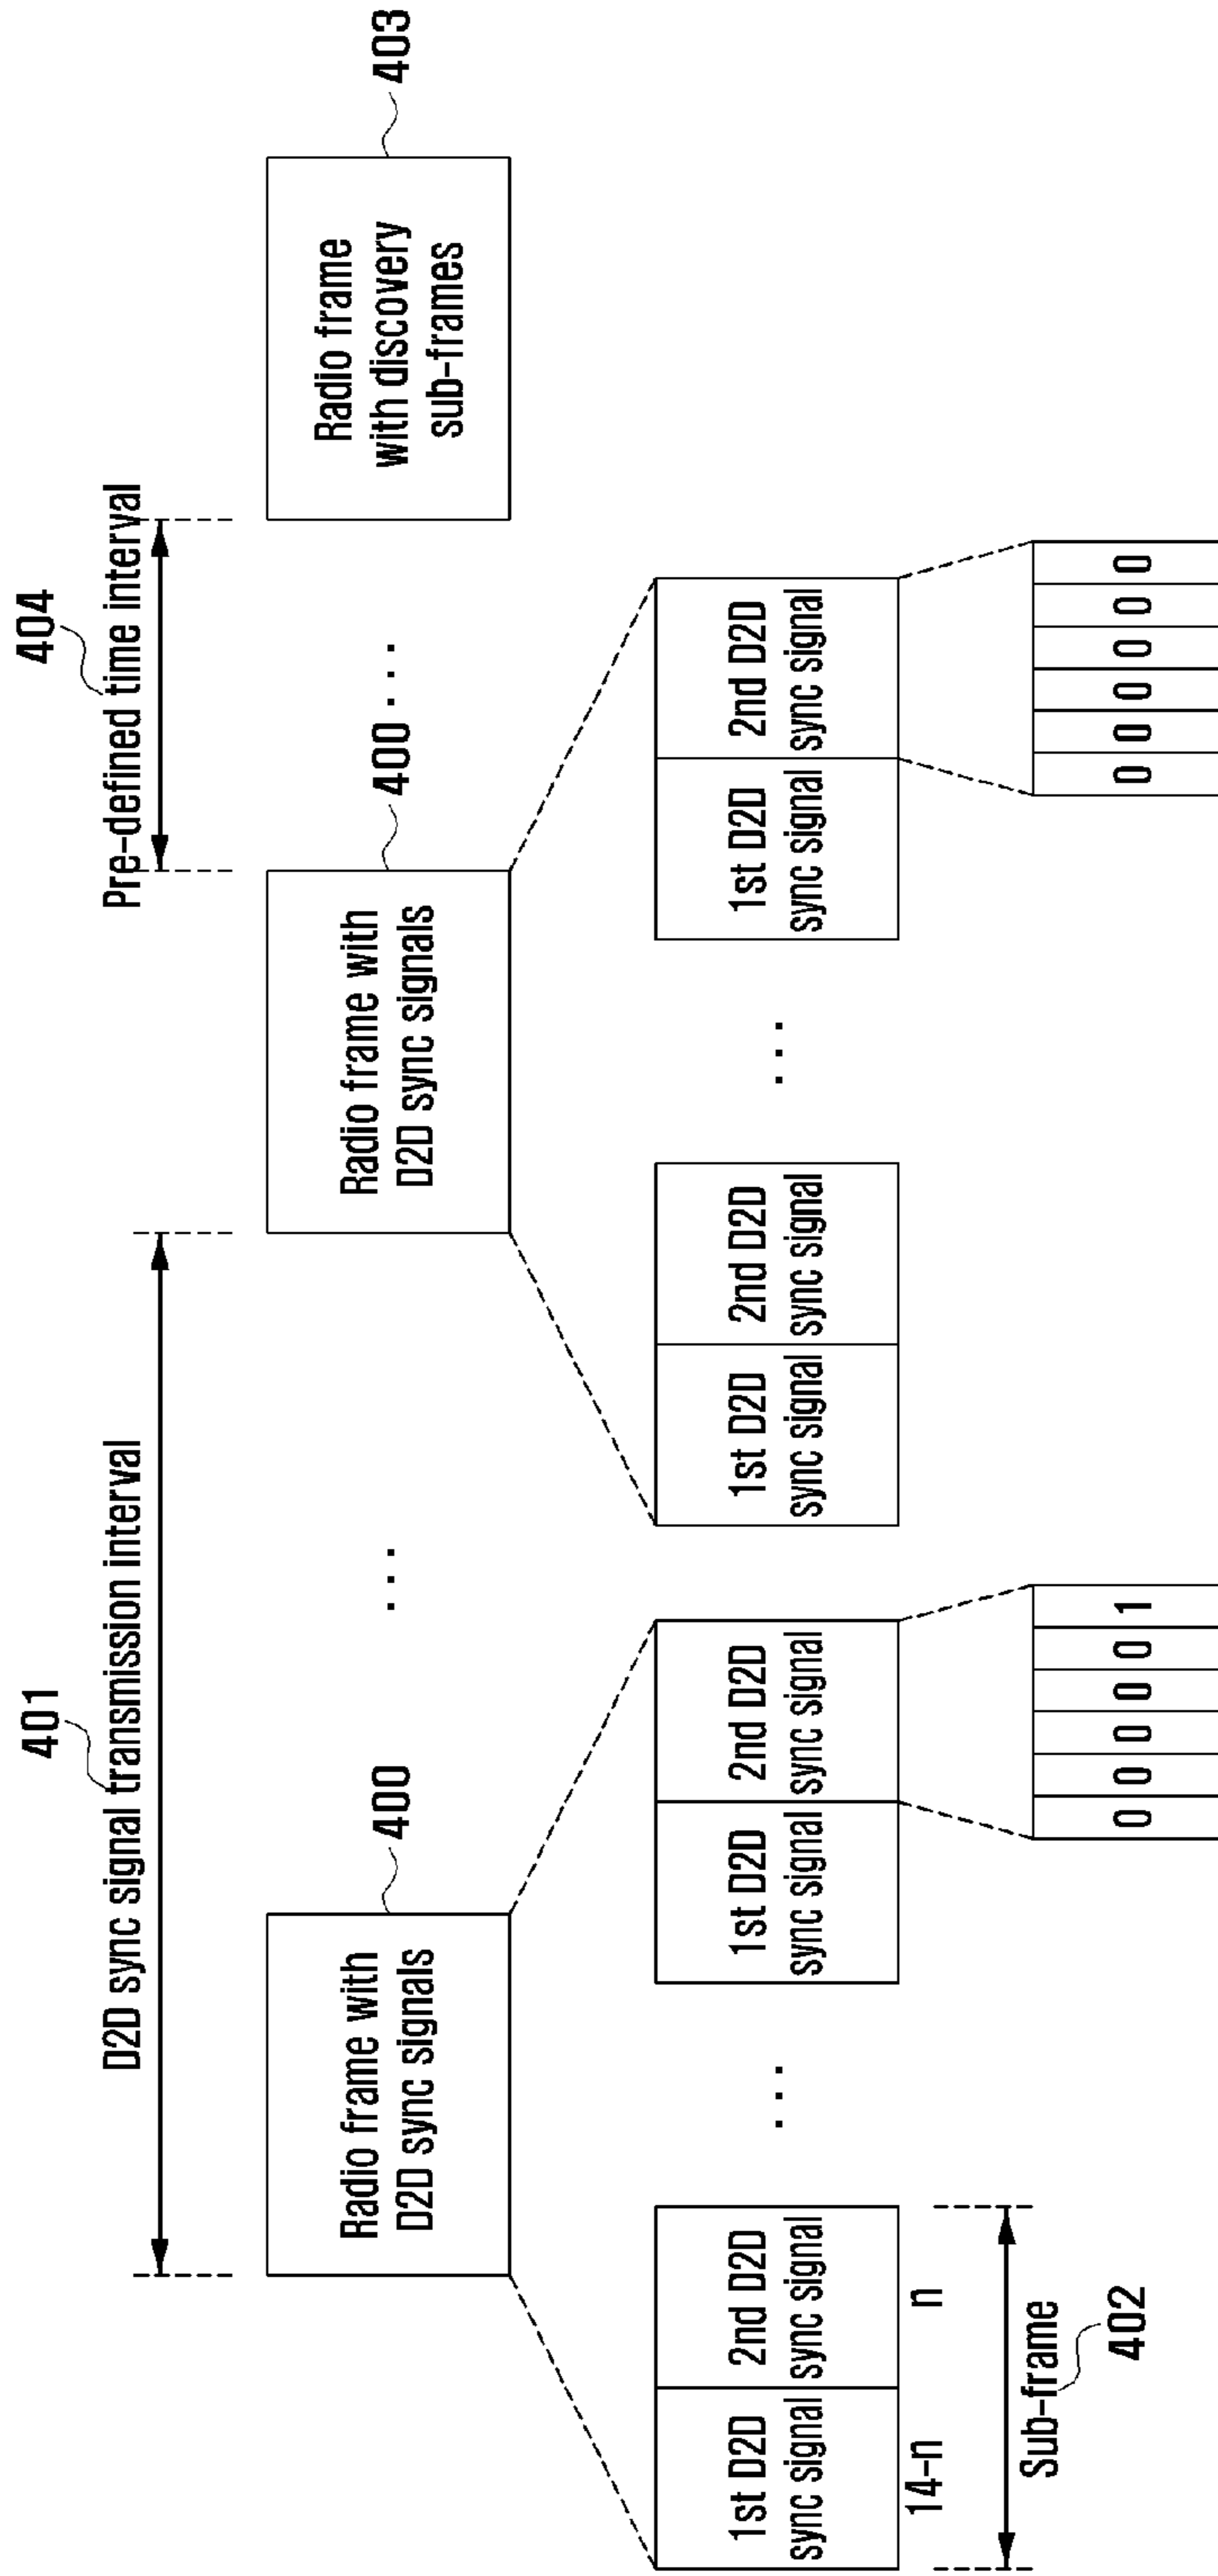 401
D2D sync signal transmission interval
404
Pre-defined time interval
Radio frame with
D2D sync signals
400
...
Radio frame with
D2D sync signals
400
...
Radio frame
with discovery
sub-frames
403
1st D2D
sync signal
2nd D2D
sync signal
...
1st D2D
sync signal
2nd D2D
sync signal
1st D2D
sync signal
2nd D2D
sync signal
...
1st D2D
sync signal
2nd D2D
sync signal
14-n
n
Sub-frame
402
0 0 0 0 0 1
0 0 0 0 0 0